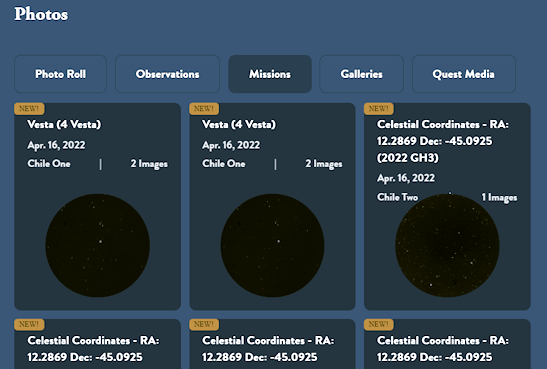 Photos
Photo Roll
Observations
Missions
Galleries
Quest Media
NEW!
Vesta (4 Vesta)
Apr. 16, 2022
Chile One | 2 Images
NEW!
Vesta (4 Vesta)
Apr. 16, 2022
Chile One | 2 Images
NEW!
Celestial Coordinates - RA:
12.2869 Dec: -45.0925
(2022 GH3)
Apr. 16, 2022
Chile Two 1 Images
NEW!
Celestial Coordinates - RA:
12.2869 Dec: -45.0925
NEW!
Celestial Coordinates - RA:
12.2869 Dec: -45.0925
NEW!
Celestial Coordinates - RA:
12.2869 Dec: -45.0925